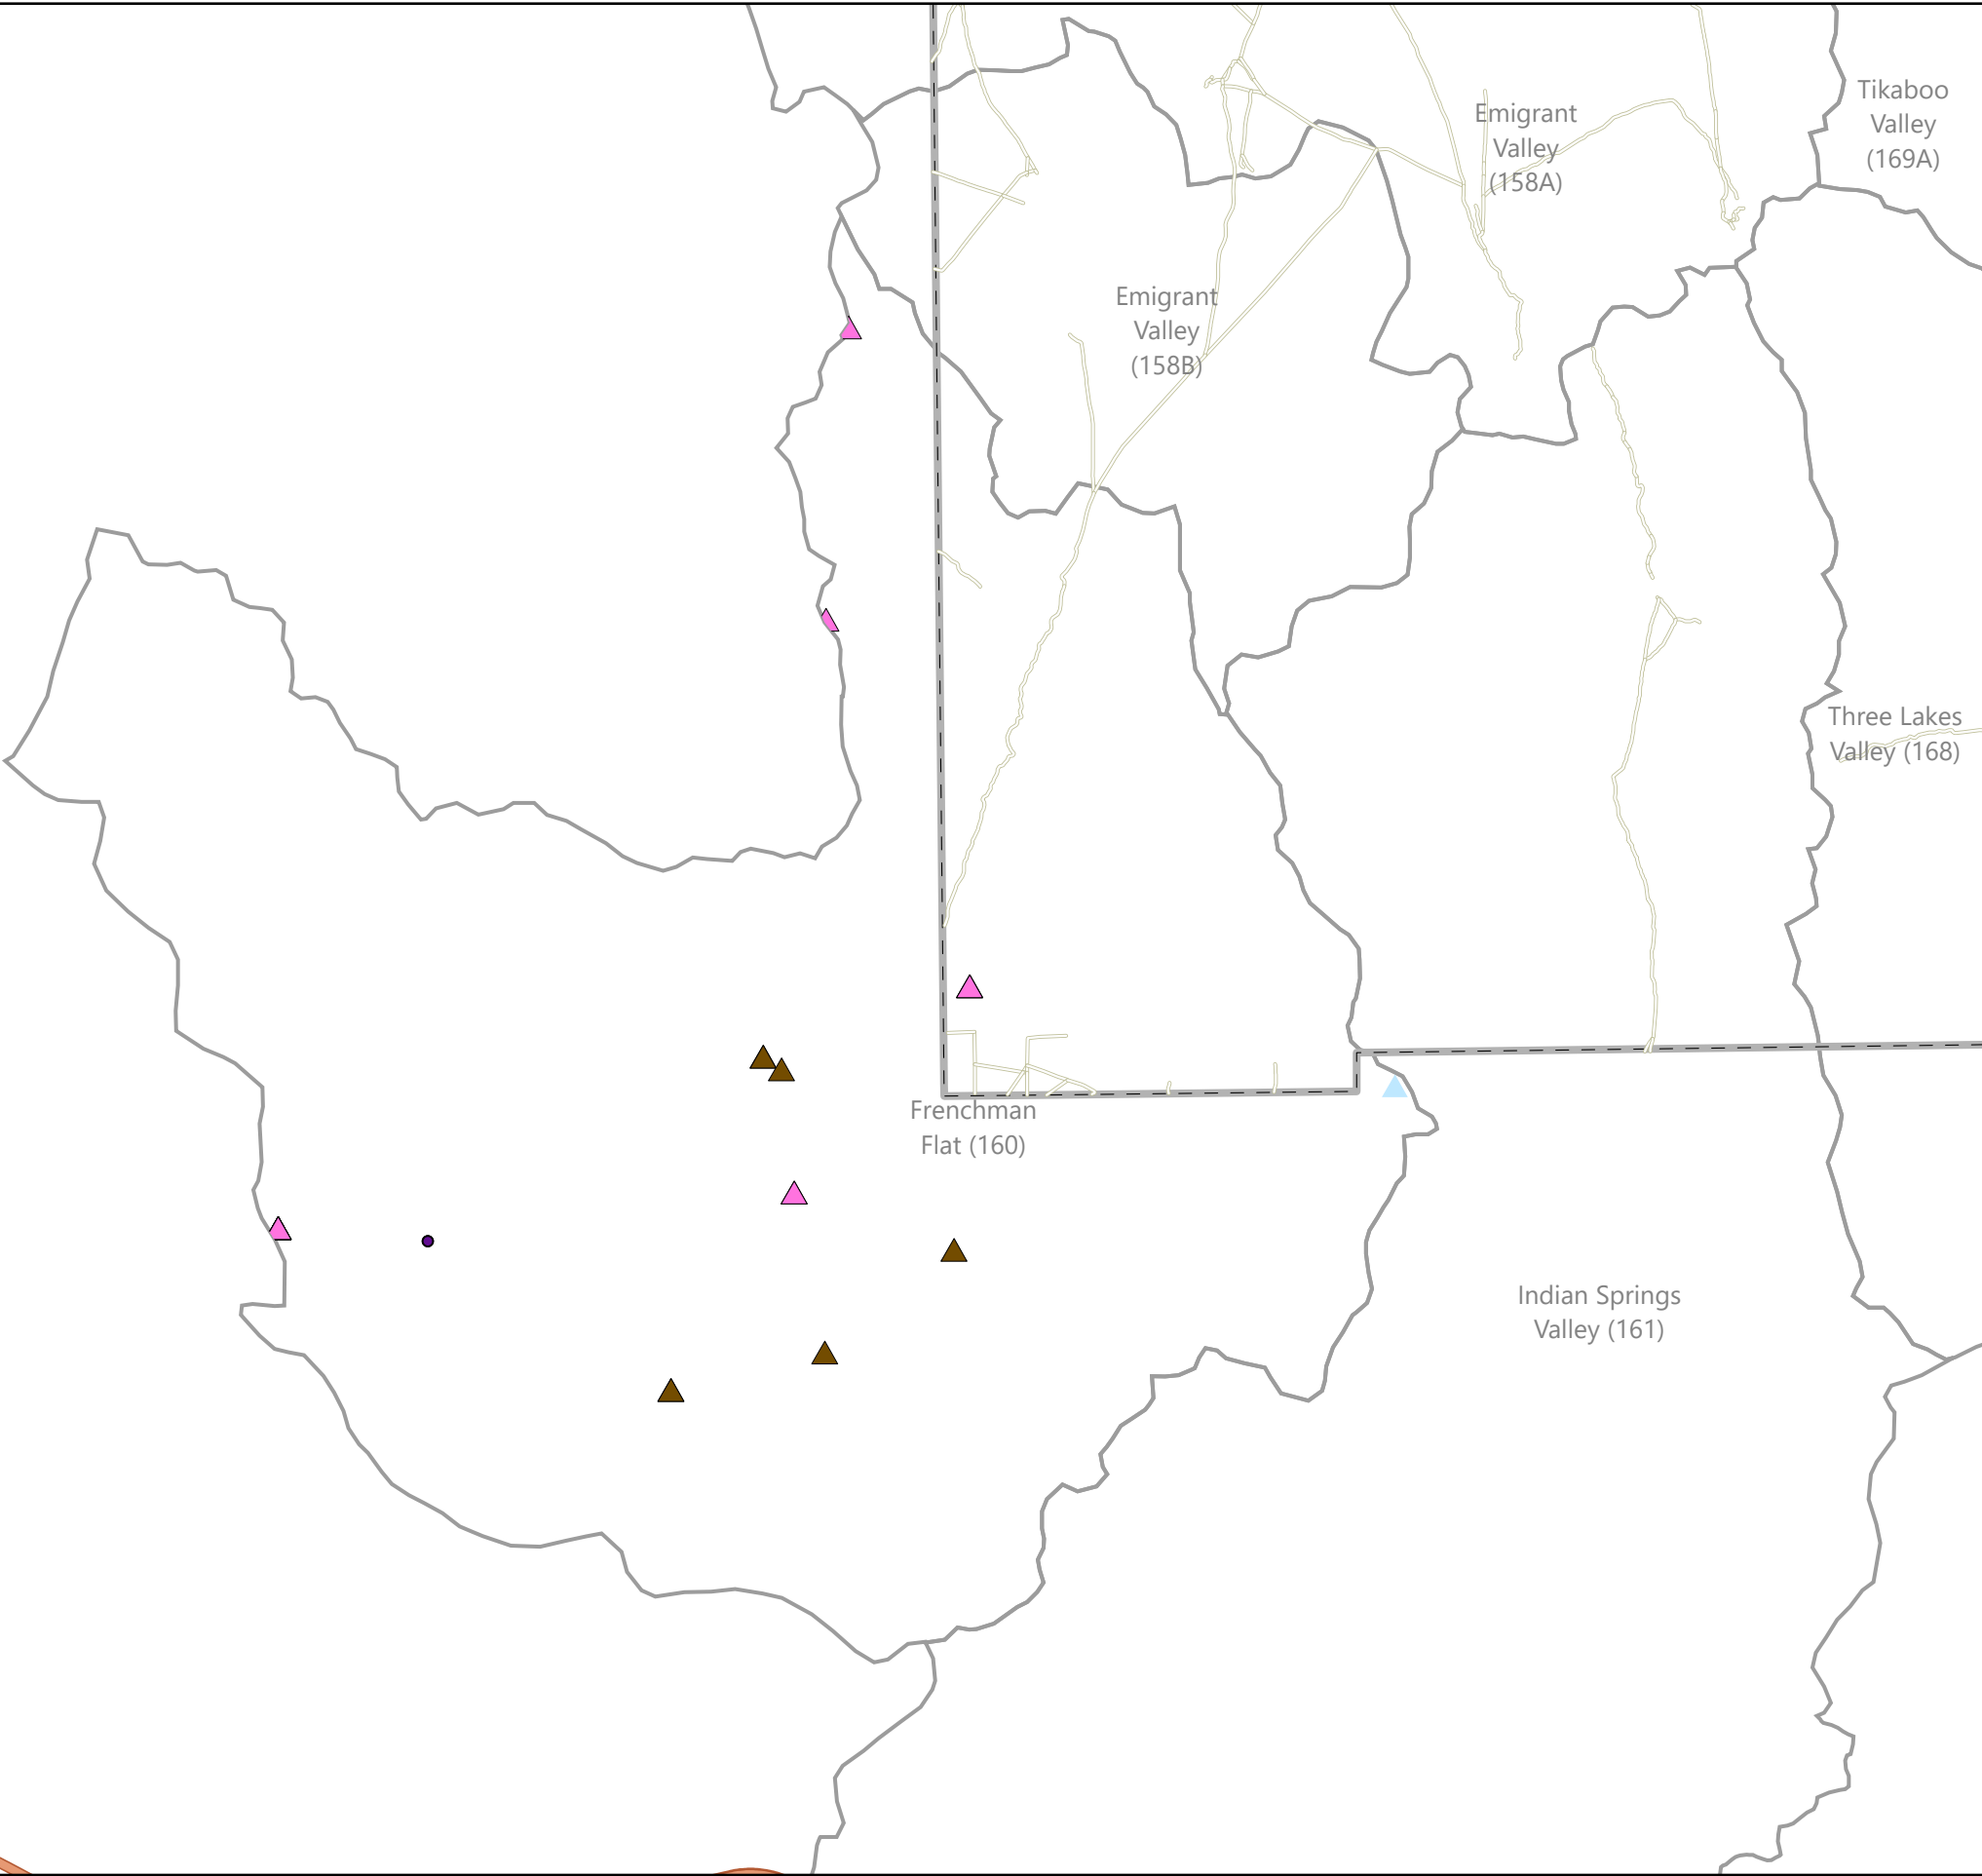 Tikaboo
Valley
(169A)
Emigrant
Valley
(158A)
Emigrant
Valley
(158B)
Three Lakes
Valley (168)
Frenchman
Flat (160)
Indian Springs
Valley (161)